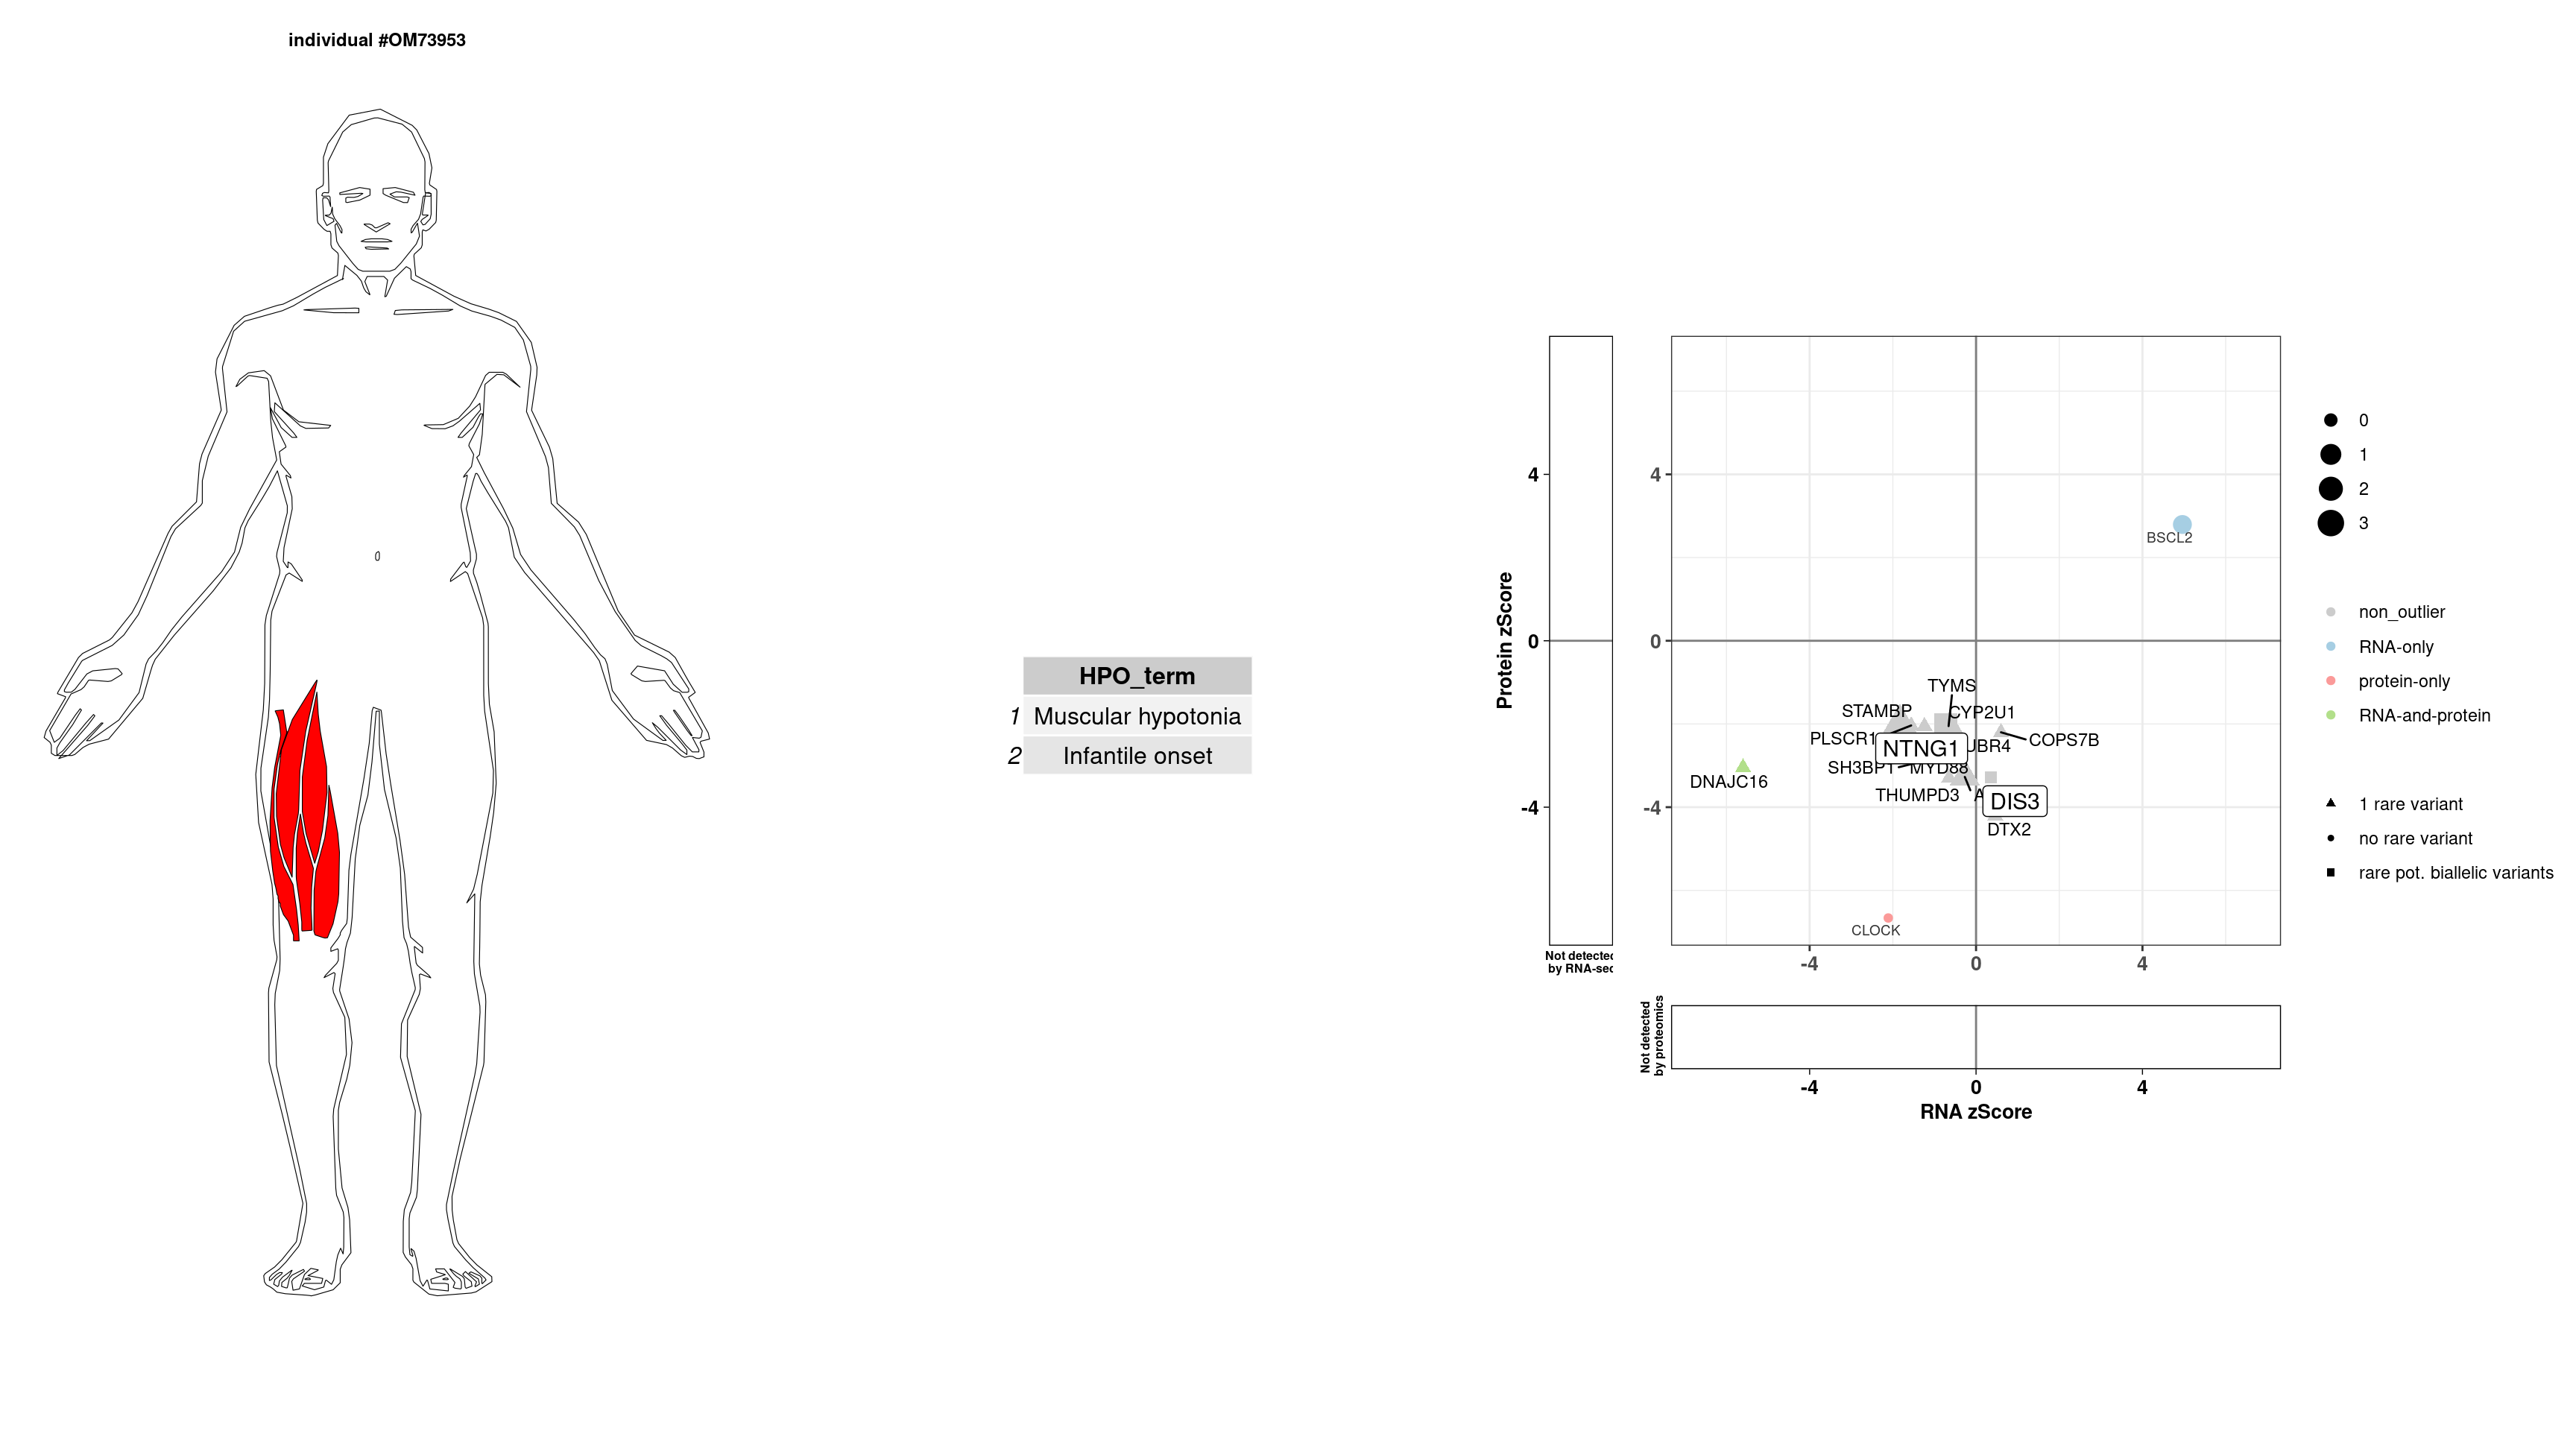 individual #OM73953
HPO_term
1 Muscular hypotonia
2 Infantile onset
Protein zScore
4
0
-4
Not detected
by RNA-seq
4
0
-4
BSCL2
TYMS
STAMBP
CYP2U1
PLSCR1
NTNG1
UBR4
COPS7B
SH3BP1
MYD88
DNAJC16
THUMPD3
A
DIS3
DTX2
CLOCK
-4 0 4
Not detected
by proteomics
-4 0 4
RNA zScore
0
1
2
3
non_outlier
RNA-only
protein-only
RNA-and-protein
1 rare variant
no rare variant
rare pot. biallelic variants